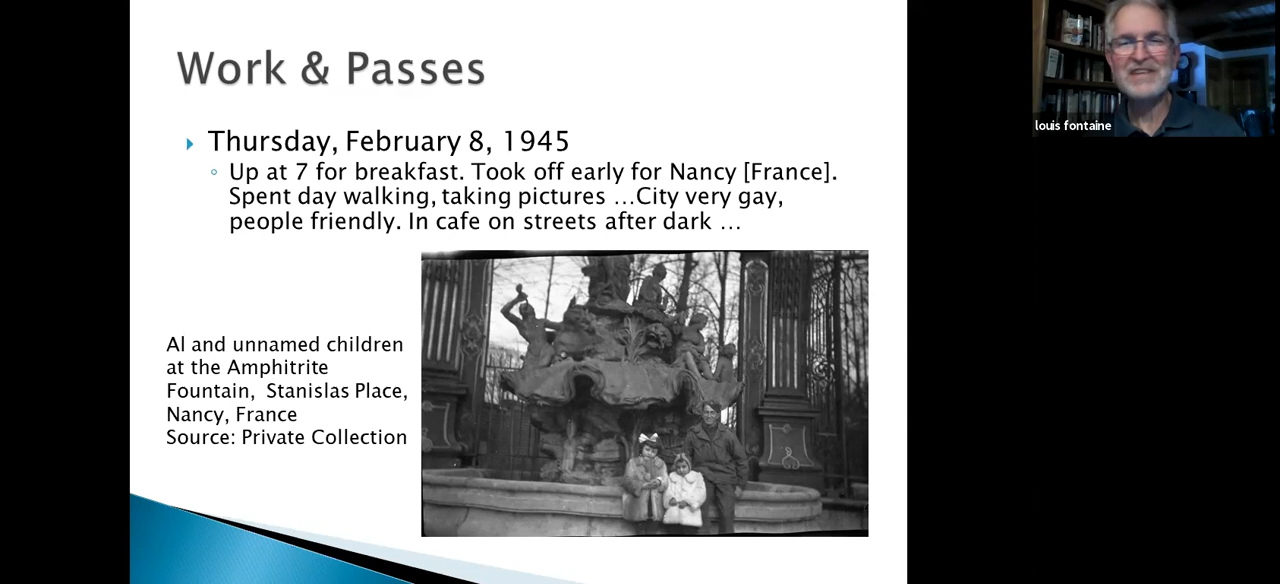 Work & Passes
Thursday, February 8, 1945
Up at 7 for breakfast. Took off early for Nancy [France].
Spent day walking, taking pictures …City very gay,
people friendly. In cafe on streets after dark …
Al and unnamed children
at the Amphitrite
Fountain,  Stanislas Place,
Nancy, France
Source: Private Collection
louis fontaine